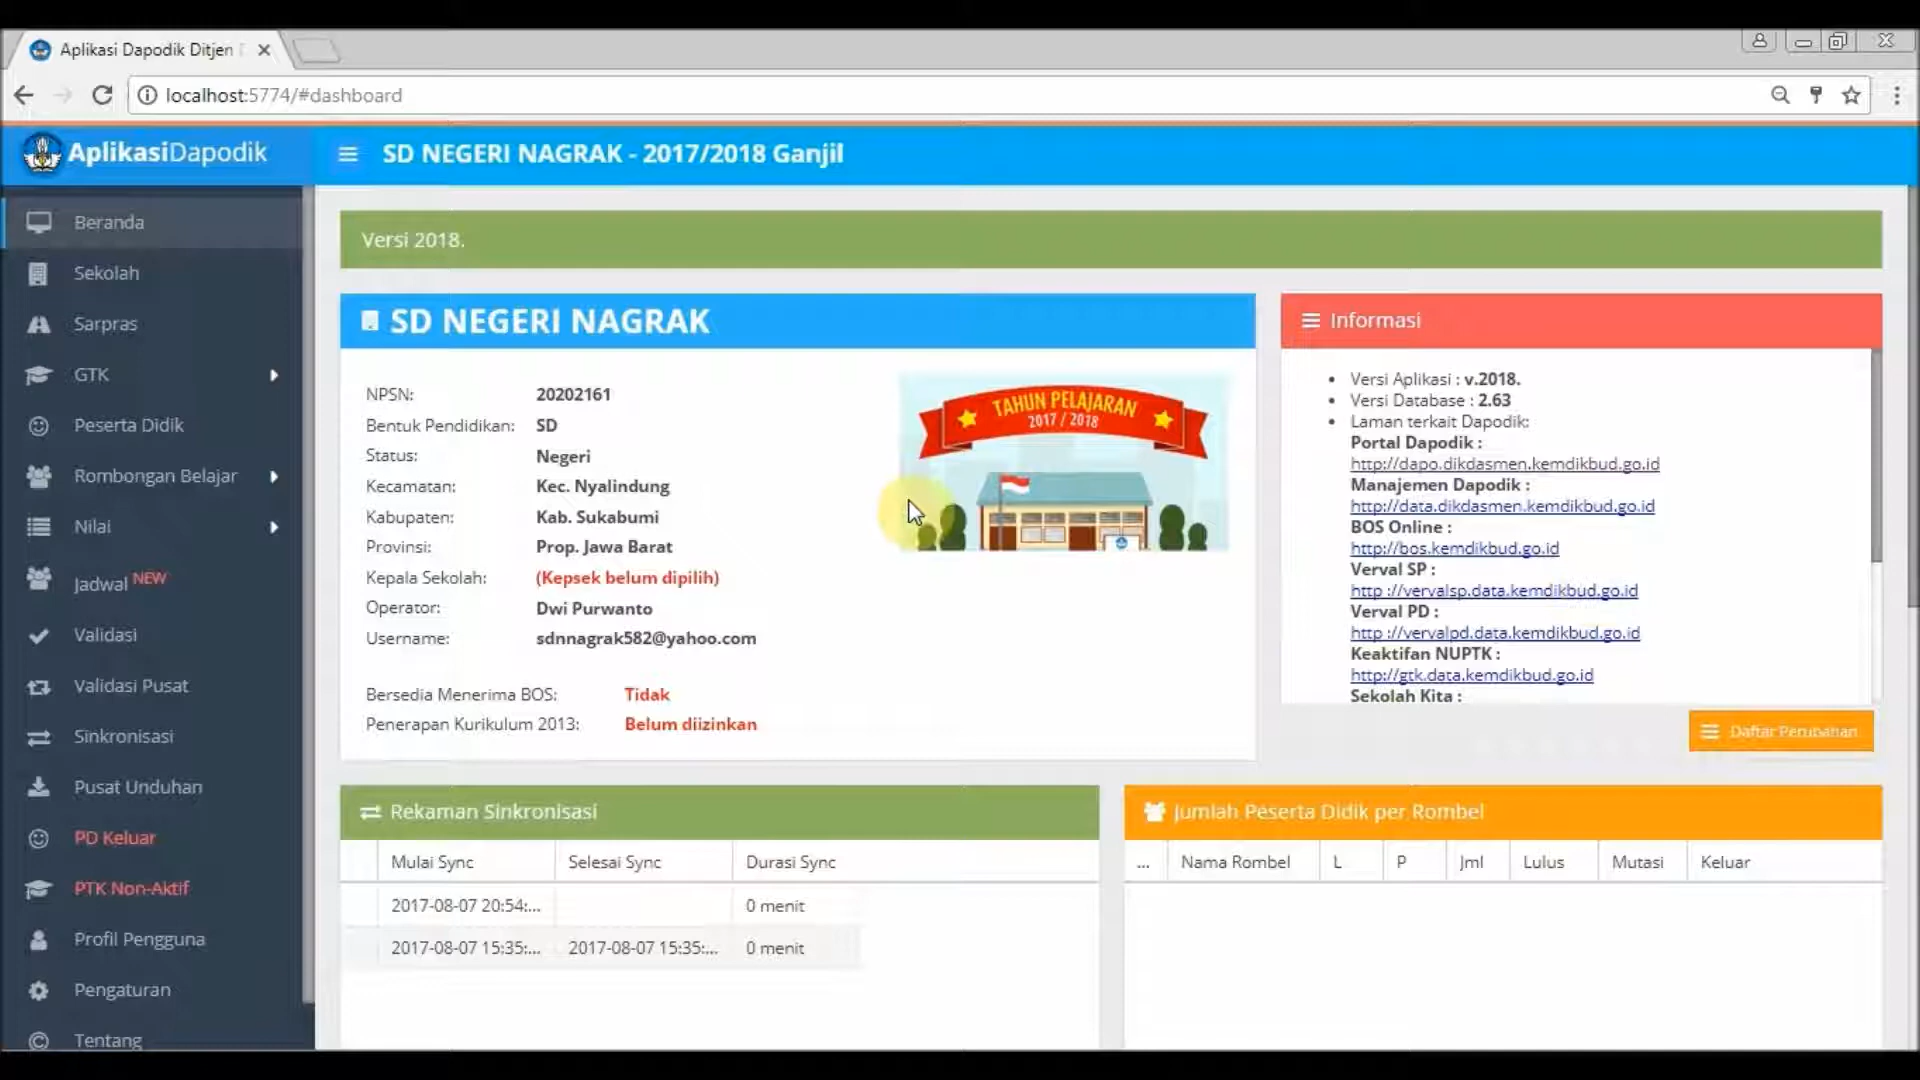 Aplikasi Dapodik Ditjen
localhost:5774/#dashboard
AplikasiDapodik
SD NEGERI NAGRAK - 2017/2018 Ganjil
Beranda
Sekolah
Sarpras
GTK
Peserta Didik
Rombongan Belajar
Nilai
Jadwal NEW
Validasi
Validasi Pusat
Sinkronisasi
Pusat Unduhan
PD Keluar
PTK Non-Aktif
Profil Pengguna
Pengaturan
Tentang
Versi 2018.
SD NEGERI NAGRAK
NPSN: 20202161
Bentuk Pendidikan: SD
Status: Negeri
Kecamatan: Kec. Nyalindung
Kabupaten: Kab. Sukabumi
Provinsi: Prop. Jawa Barat
Kepala Sekolah: (Kepsek belum dipilih)
Operator: Dwi Purwanto
Username: sdnnagrak582@yahoo.com
Bersedia Menerima BOS: Tidak
Penerapan Kurikulum 2013: Belum diizinkan
TAHUN PELAJARAN
2017 / 2018
Informasi
Versi Aplikasi : v.2018.
Versi Database : 2.63
Laman terkait Dapodik:
Portal Dapodik :
http://dapo.dikdasmen.kemdikbud.go.id
Manajemen Dapodik :
http://data.dikdasmen.kemdikbud.go.id
BOS Online :
http://bos.kemdikbud.go.id
Verval SP :
http ://vervalsp.data.kemdikbud.go.id
Verval PD :
http ://vervalpd.data.kemdikbud.go.id
Keaktifan NUPTK :
http://gtk.data.kemdikbud.go.id
Sekolah Kita :
Daftar Perubahan
Rekaman Sinkronisasi
Mulai Sync Selesai Sync Durasi Sync
2017-08-07 20:54:... 0 menit
2017-08-07 15:35:... 2017-08-07 15:35:... 0 menit
Jumlah Peserta Didik per Rombel
... Nama Rombel L P Jml Lulus Mutasi Keluar